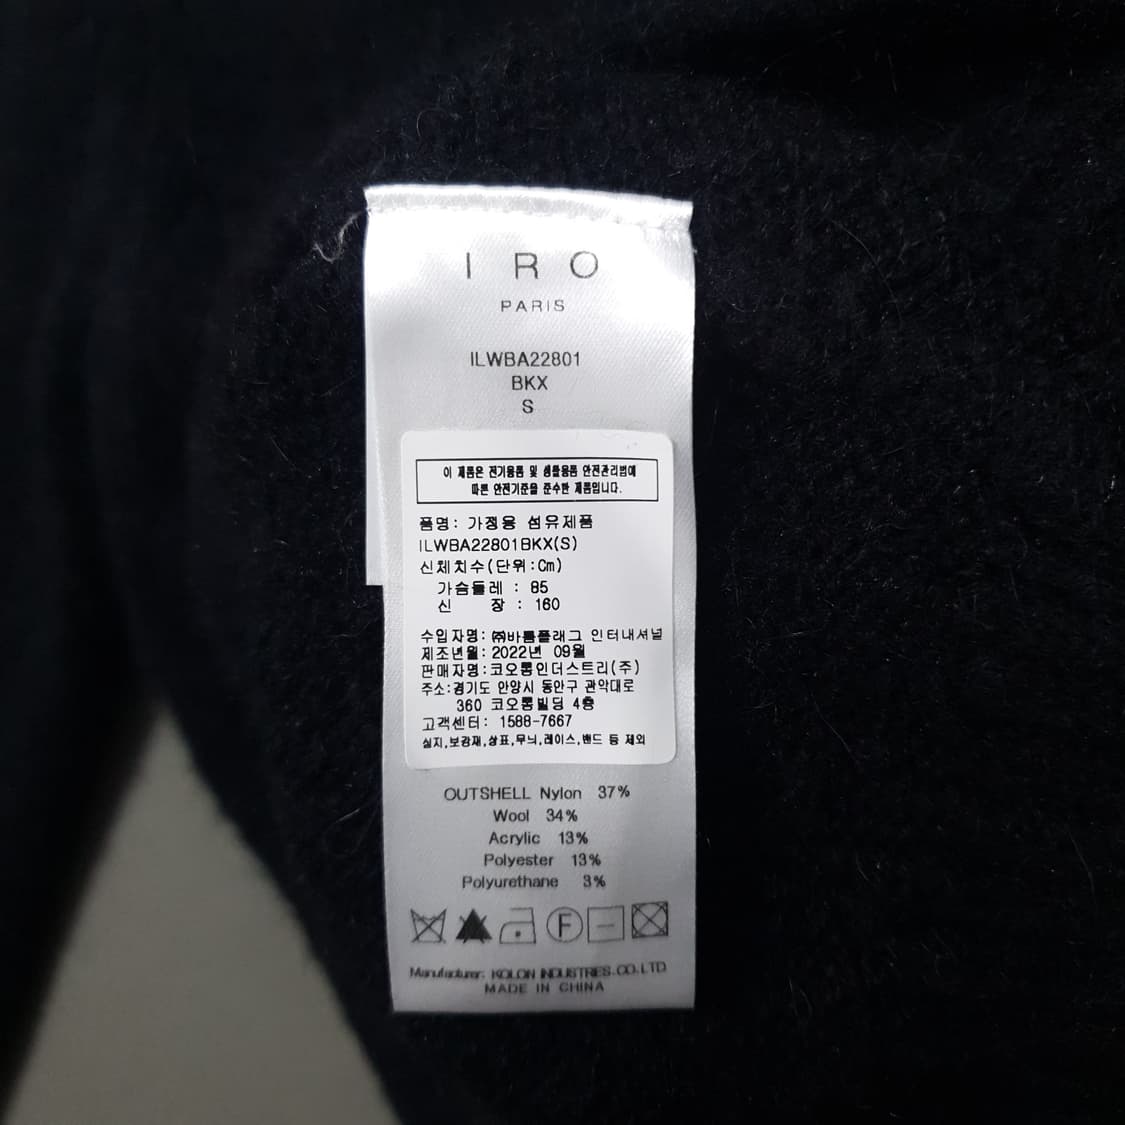 I R O
PARIS
ILWBA22801
BKX
S
이 제품은 전기용품 및 생활용품 안전관리법에
따른 안전기준을 준수한 제품입니다.
품명: 가정용 섬유제품
ILWBA22801BKX(S)
신체치수(단위:Cm)
가슴둘레 : 85
신 장 : 160
수입자명: ㈜바톰플래그 인터내셔널
제조년월: 2022년 09월
판매자명:코오롱인더스트리(주)
주소:경기도 안양시 동안구 관악대로
360 코오롱빌딩 4층
고객센터: 1588-7667
실지,보강재,상표,무늬,레이스,밴드 등 제외
OUTSHELL Nylon 37%
Wool 34%
Acrylic 13%
Polyester 13%
Polyurethane 3%
F
Manufacturer: KOLON INDUSTRIES.CO.LTD
MADE IN CHINA